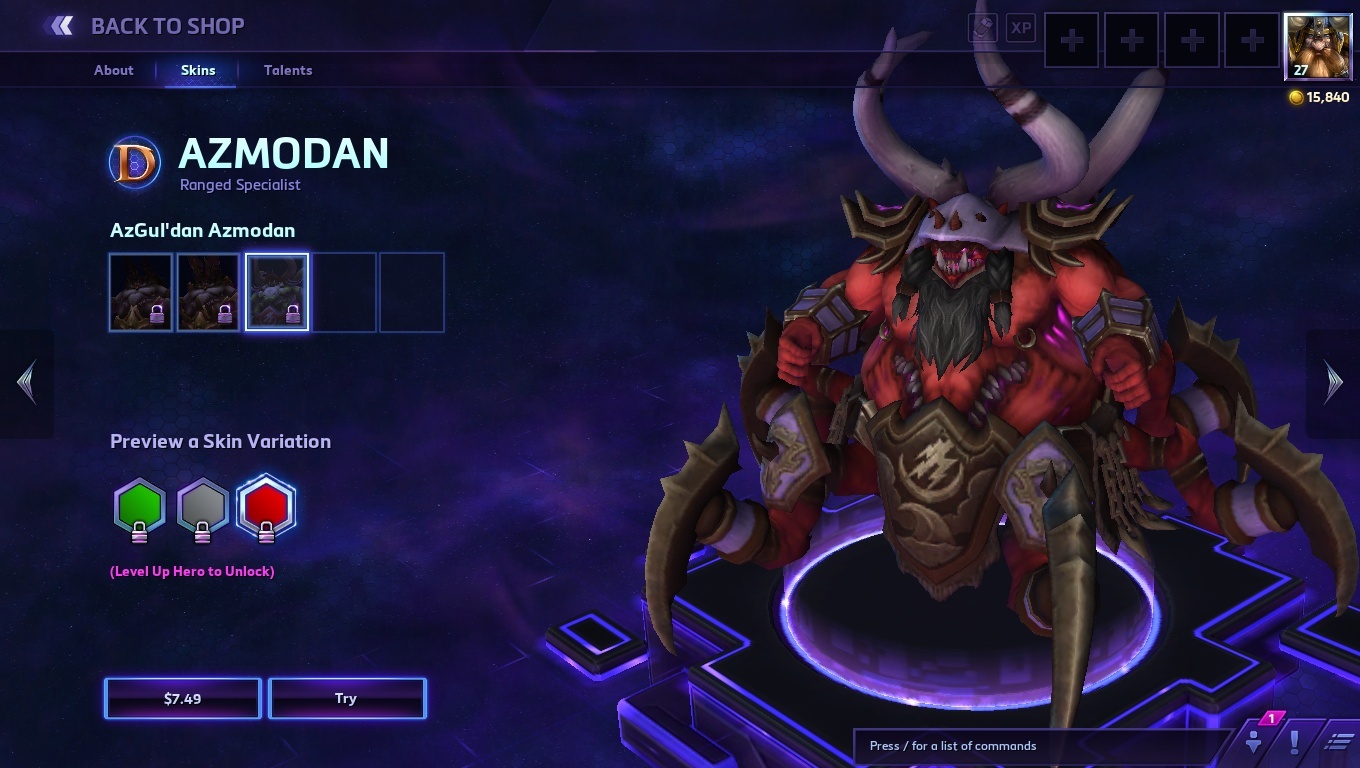 BACK TO SHOP
XP
27
15,840
About
Skins
Talents
D
AZMODAN
Ranged Specialist
AzGul'dan Azmodan
Preview a Skin Variation
(Level Up Hero to Unlock)
$7.49
Try
Press / for a list of commands
1